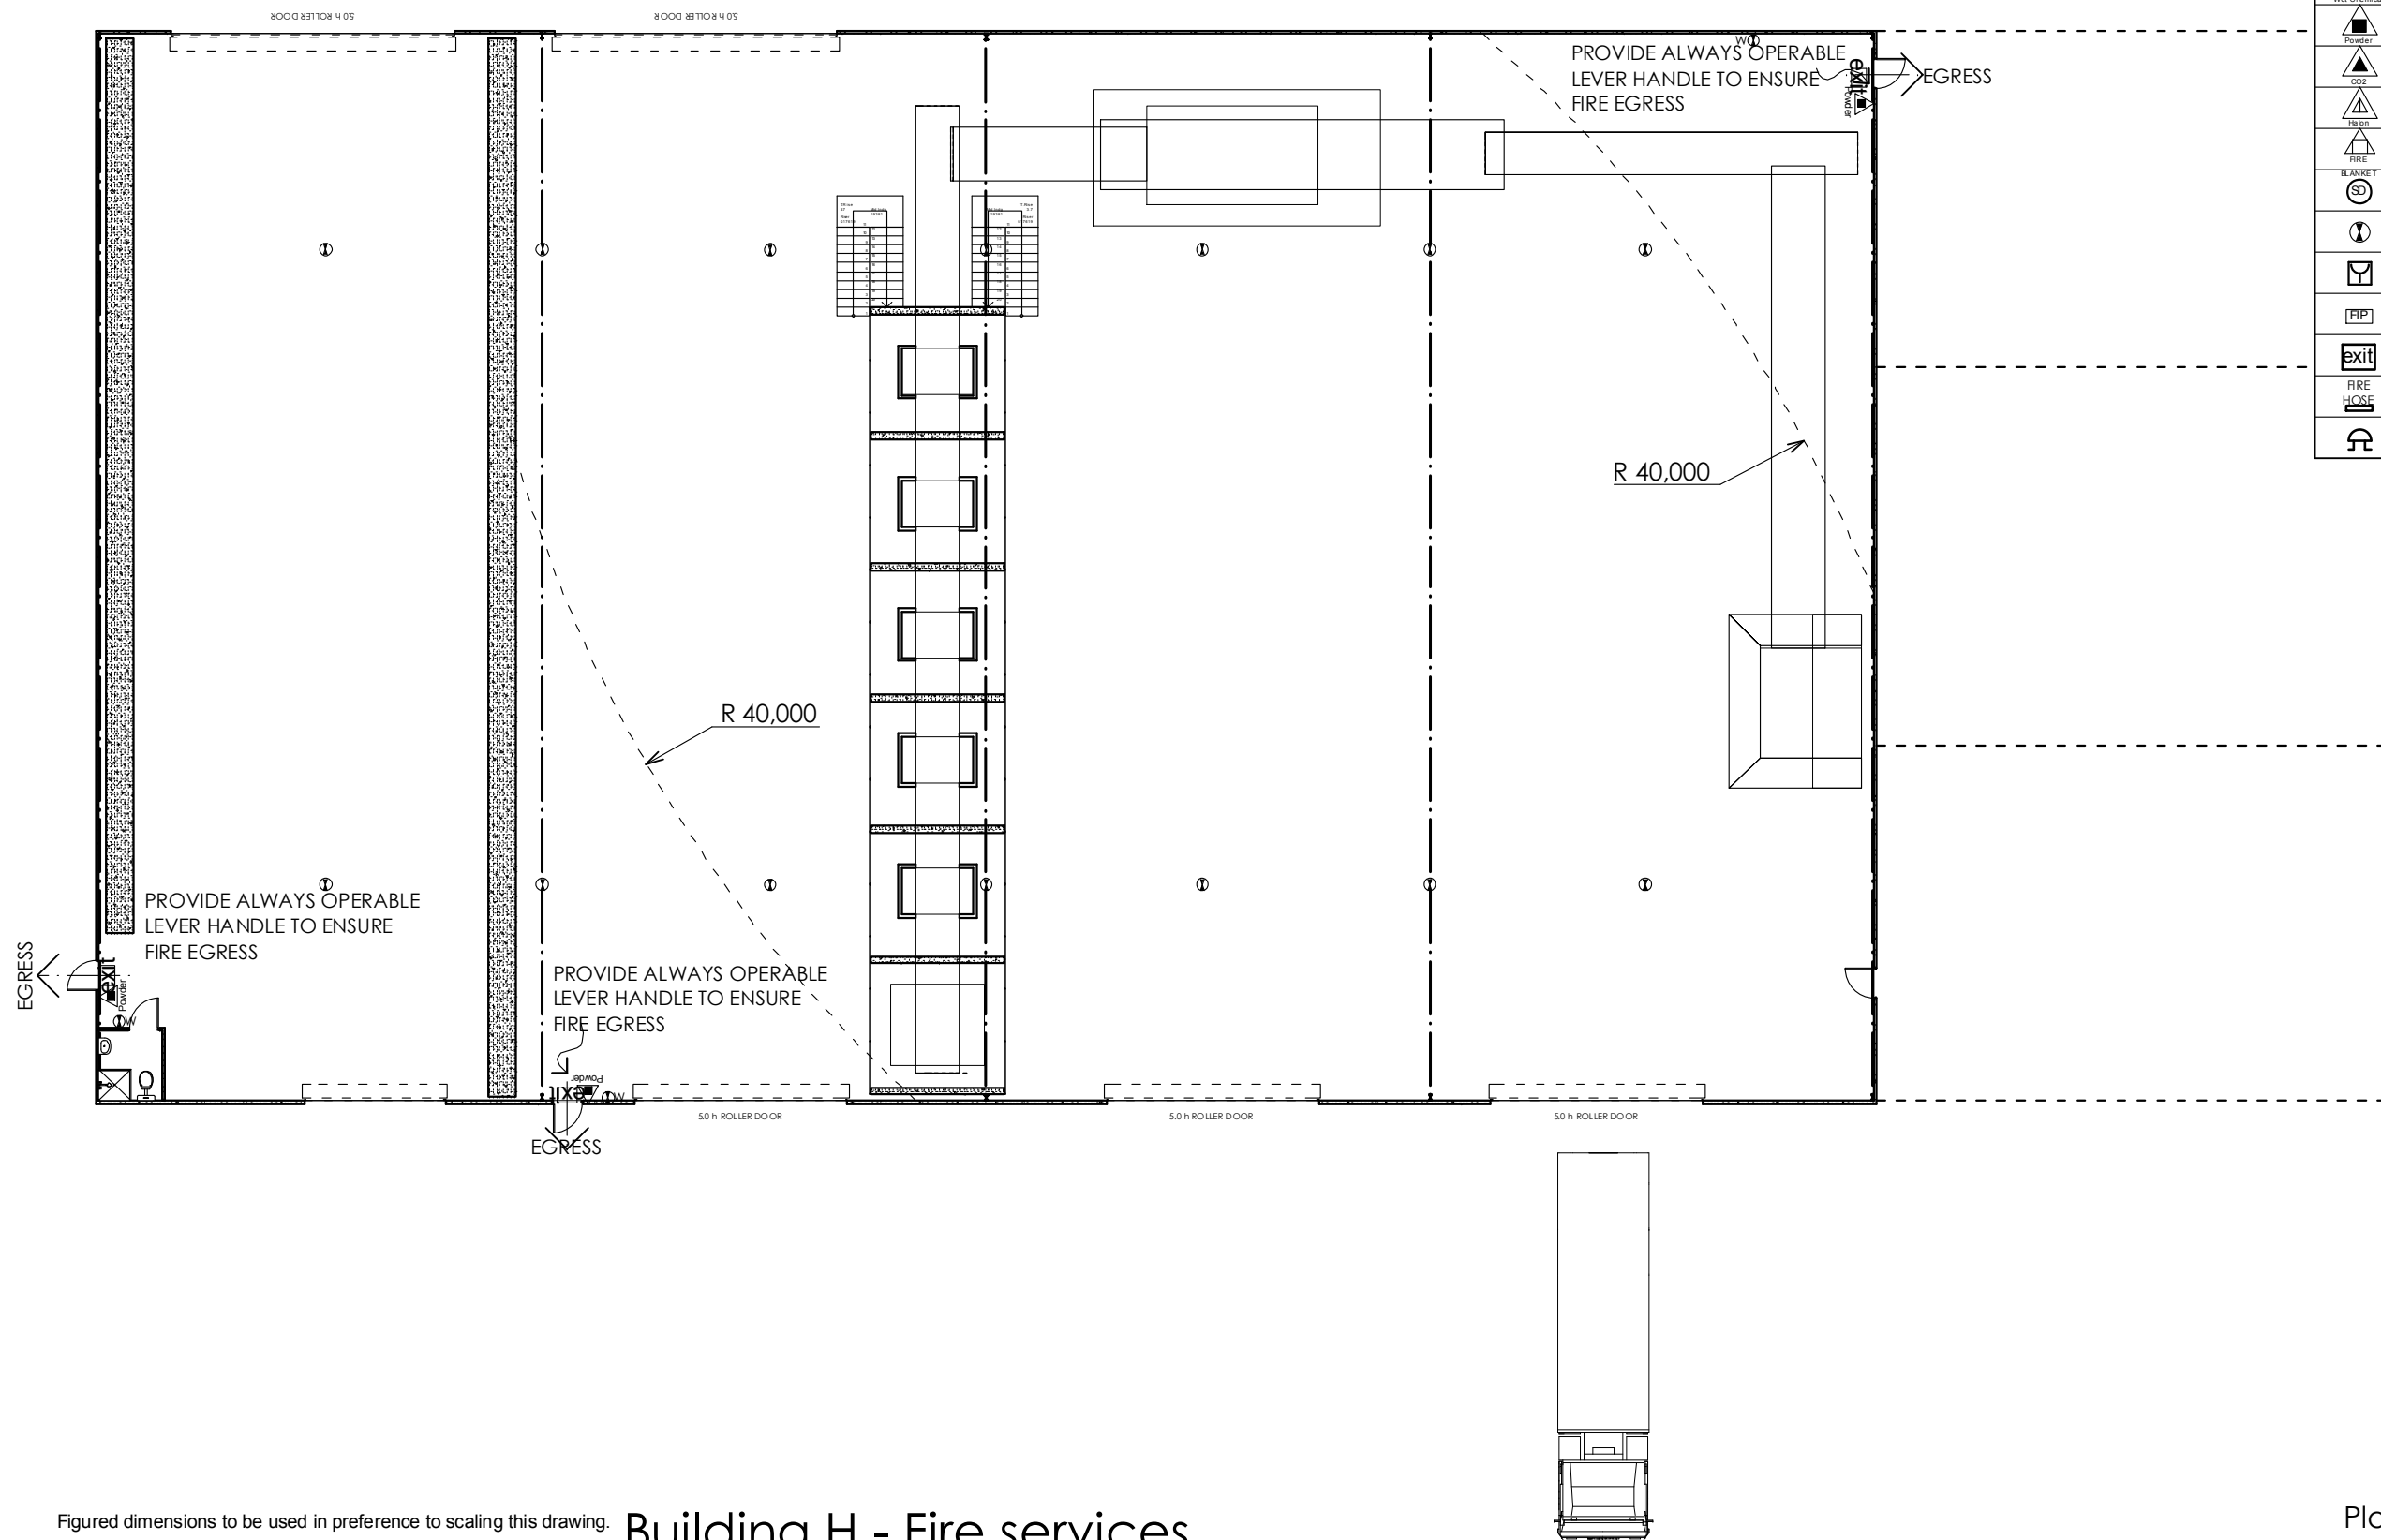 5.0 h ROLLER DOOR
5.0 h ROLLER DOOR
PROVIDE ALWAYS OPERABLE
LEVER HANDLE TO ENSURE
FIRE EGRESS
W
exit
Powder
EGRESS
Powder
CO2
Halon
FIRE
BLANKET
SD
FIP
exit
FIRE
HOSE
R 40,000
R 40,000
PROVIDE ALWAYS OPERABLE
LEVER HANDLE TO ENSURE
FIRE EGRESS
EGRESS
exit
Powder
W
PROVIDE ALWAYS OPERABLE
LEVER HANDLE TO ENSURE
FIRE EGRESS
exit
Powder
W
EGRESS
5.0 h ROLLER DOOR
5.0 h ROLLER DOOR
5.0 h ROLLER DOOR
Figured dimensions to be used in preference to scaling this drawing.
Building H - Fire services